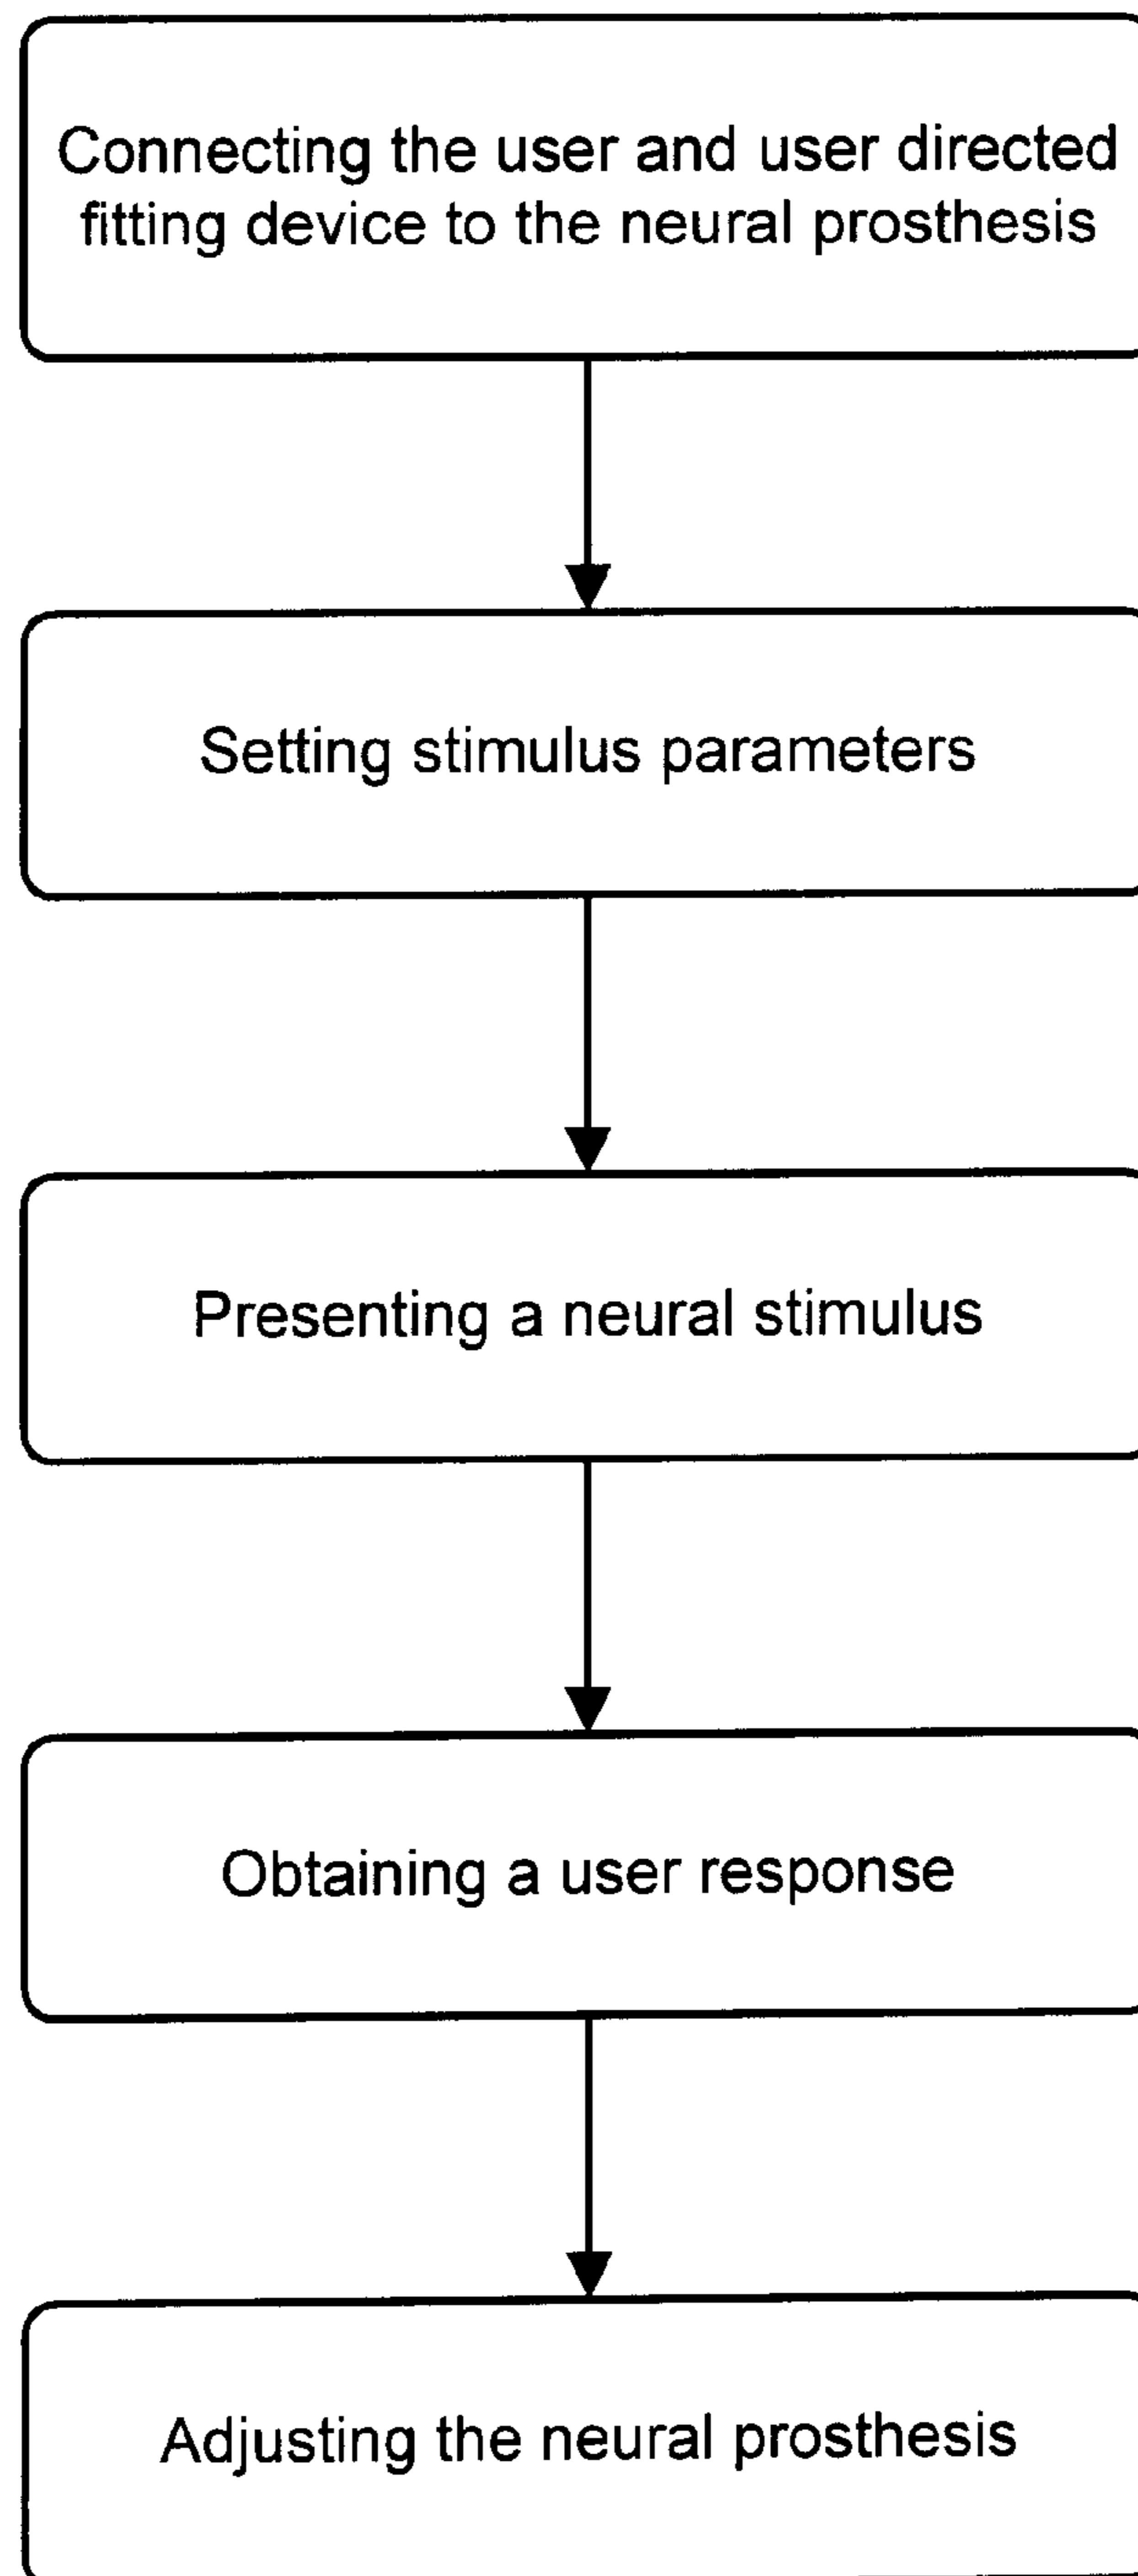 Connecting the user and user directed
fitting device to the neural prosthesis
Setting stimulus parameters
Presenting a neural stimulus
Obtaining a user response
Adjusting the neural prosthesis